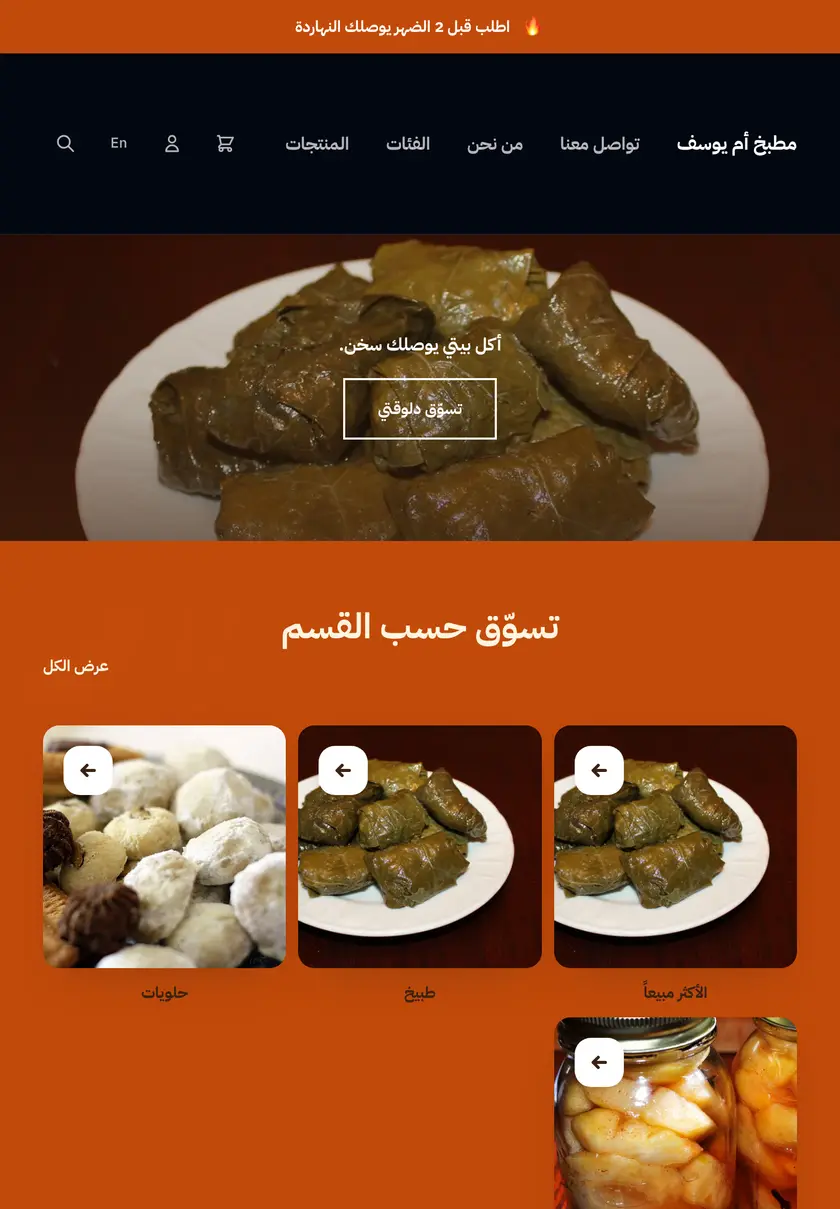 🔥 اطلب قبل 2 الضهر يوصلك النهاردة
مطبخ أم يوسف
تواصل معنا
من نحن
الفئات
المنتجات
En
أكل بيتي يوصلك سخن.
تسوّق دلوقتي
تسوّق حسب القسم
عرض الكل
الأكثر مبيعاً
طبيخ
حلويات